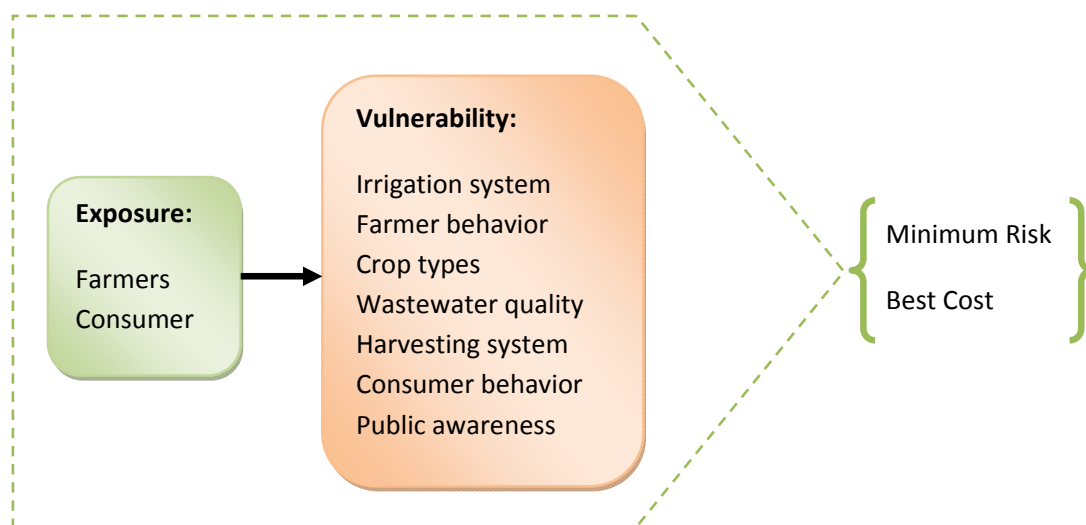 Exposure:
Farmers
Consumer
Vulnerability:
Irrigation system
Farmer behavior
Crop types
Wastewater quality
Harvesting system
Consumer behavior
Public awareness
Minimum Risk
Best Cost